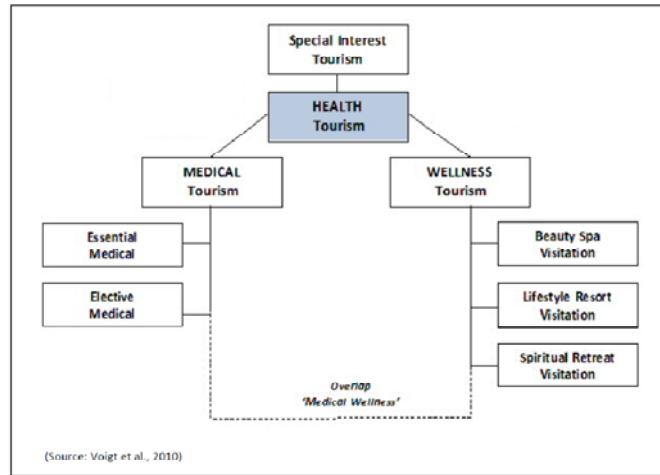 Special Interest
Tourism
HEALTH
Tourism
MEDICAL
Tourism
WELLNESS
Tourism
Essential
Medical
Beauty Spa
Visitation
Elective
Medical
Lifestyle Resort
Visitation
Spiritual Retreat
Visitation
Overlap
'Medical Wellness'
(Source: Voigt et al., 2010)